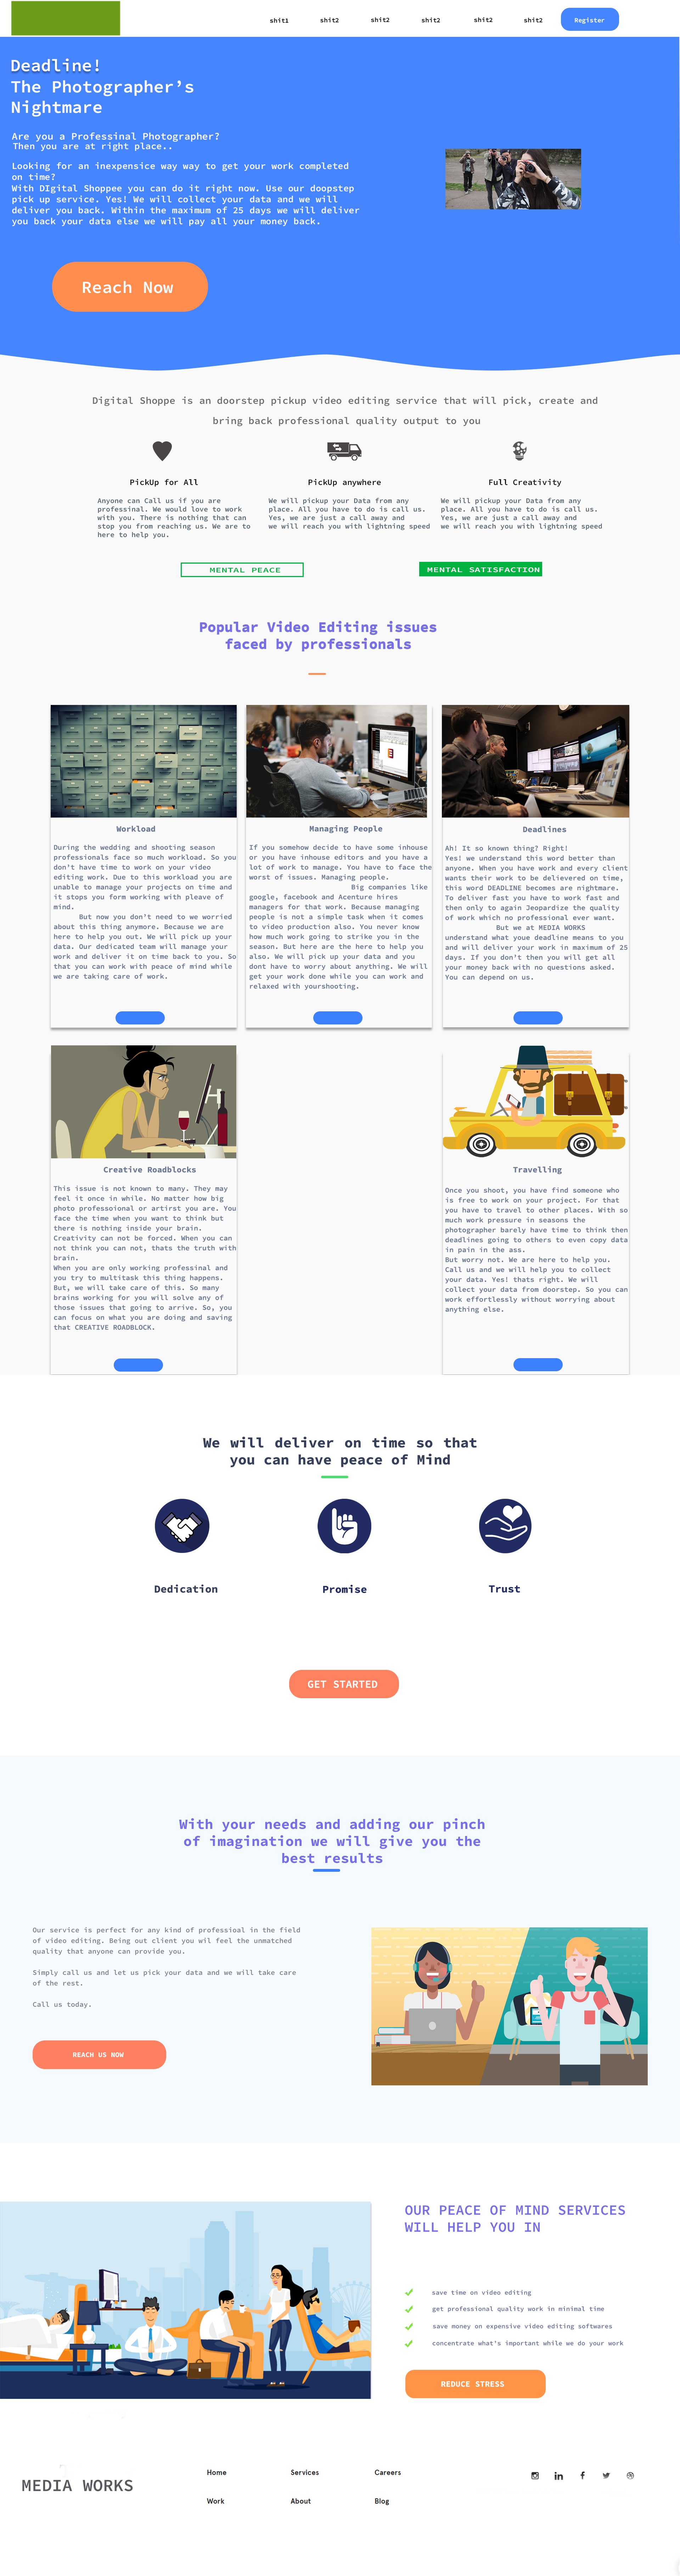 shit1 shit2 shit2 shit2 shit2 shit2 Register
Deadline!
The Photographer’s
Nightmare
Are you a Professinal Photographer?
Then you are at right place..
Looking for an inexpensice way way to get your work completed
on time?
With DIgital Shoppee you can do it right now. Use our doopstep
pick up service. Yes! We will collect your data and we will
deliver you back. Within the maximum of 25 days we will deliver
you back your data else we will pay all your money back.
Reach Now
Digital Shoppe is an doorstep pickup video editing service that will pick, create and
bring back professional quality output to you
PickUp for All
Anyone can Call us if you are
professinal. We would love to work
with you. There is nothing that can
stop you from reaching us. We are to
here to help you.
PickUp anywhere
We will pickup your Data from any
place. All you have to do is call us.
Yes, we are just a call away and
we will reach you with lightning speed
Full Creativity
We will pickup your Data from any
place. All you have to do is call us.
Yes, we are just a call away and
we will reach you with lightning speed
MENTAL PEACE
MENTAL SATISFACTION
Popular Video Editing issues
faced by professionals
Workload
During the wedding and shooting season
professionals face so much workload. So you
don't have time to work on your video
editing work. Due to this workload you are
unable to manage your projects on time and
it stops you form working with pleave of
mind.
But now you don't need to we worried
about this thing anymore. Because we are
here to help you out. We will pick up your
data. Our dedicated team will manage your
work and deliver it on time back to you. So
that you can work with peace of mind while
we are taking care of work.
Managing People
If you somehow decide to have some inhouse
or you have inhouse editors and you have a
lot of work to manage. You have to face the
worst of issues. Managing people.
Big companies like
google, facebook and Acenture hires
managers for that work. Because managing
people is not a simple task when it comes
to video production also. You never know
how much work going to strike you in the
season. But here are the here to help you
also. We will pick up your data and you
dont have to worry about anything. We will
get your work done while you can work and
relaxed with yourshooting.
Deadlines
Ah! It so known thing? Right!
Yes! we understand this word better than
anyone. When you have work and every client
wants their work to be delievered on time,
this word DEADLINE becomes are nightmare.
To deliver fast you have to work fast and
then only to again Jeopardize the quality
of work which no professional ever want.
But we at MEDIA WORKS
understand what youe deadline means to you
and will deliver your work in maximum of 25
days. If you don't then you will get all
your money back with no questions asked.
You can depend on us.
Creative Roadblocks
This issue is not known to many. They may
feel it once in while. No matter how big
photo professoional or artirst you are. You
face the time when you want to think but
there is nothing inside your brain.
Creativity can not be forced. When you can
not think you can not, thats the truth with
brain.
When you are only working professinal and
you try to multitask this thing happens.
But, we will take care of this. So many
brains working for you will solve any of
those issues that going to arrive. So, you
can focus on what you are doing and saving
that CREATIVE ROADBLOCK.
Travelling
Once you shoot, you have find someone who
is free to work on your project. For that
you have to travel to other places. With so
much work pressure in seasons the
photographer barely have time to think then
deadlines going to others to even copy data
in pain in the ass.
But worry not. We are here to help you.
Call us and we will help you to collect
your data. Yes! thats right. We will
collect your data from doorstep. So you can
work effortlessly without worrying about
anything else.
We will deliver on time so that
you can have peace of Mind
Dedication Promise Trust
GET STARTED
With your needs and adding our pinch
of imagination we will give you the
best results
Our service is perfect for any kind of professioal in the field
of video editing. Being out client you wil feel the unmatched
quality that anyone can provide you.
Simply call us and let us pick your data and we will take care
of the rest.
Call us today.
REACH US NOW
OUR PEACE OF MIND SERVICES
WILL HELP YOU IN
save time on video editing
get professional quality work in minimal time
save money on expensive video editing softwares
concentrate what's important while we do your work
REDUCE STRESS
MEDIA WORKS
Home Services Careers
Work About Blog